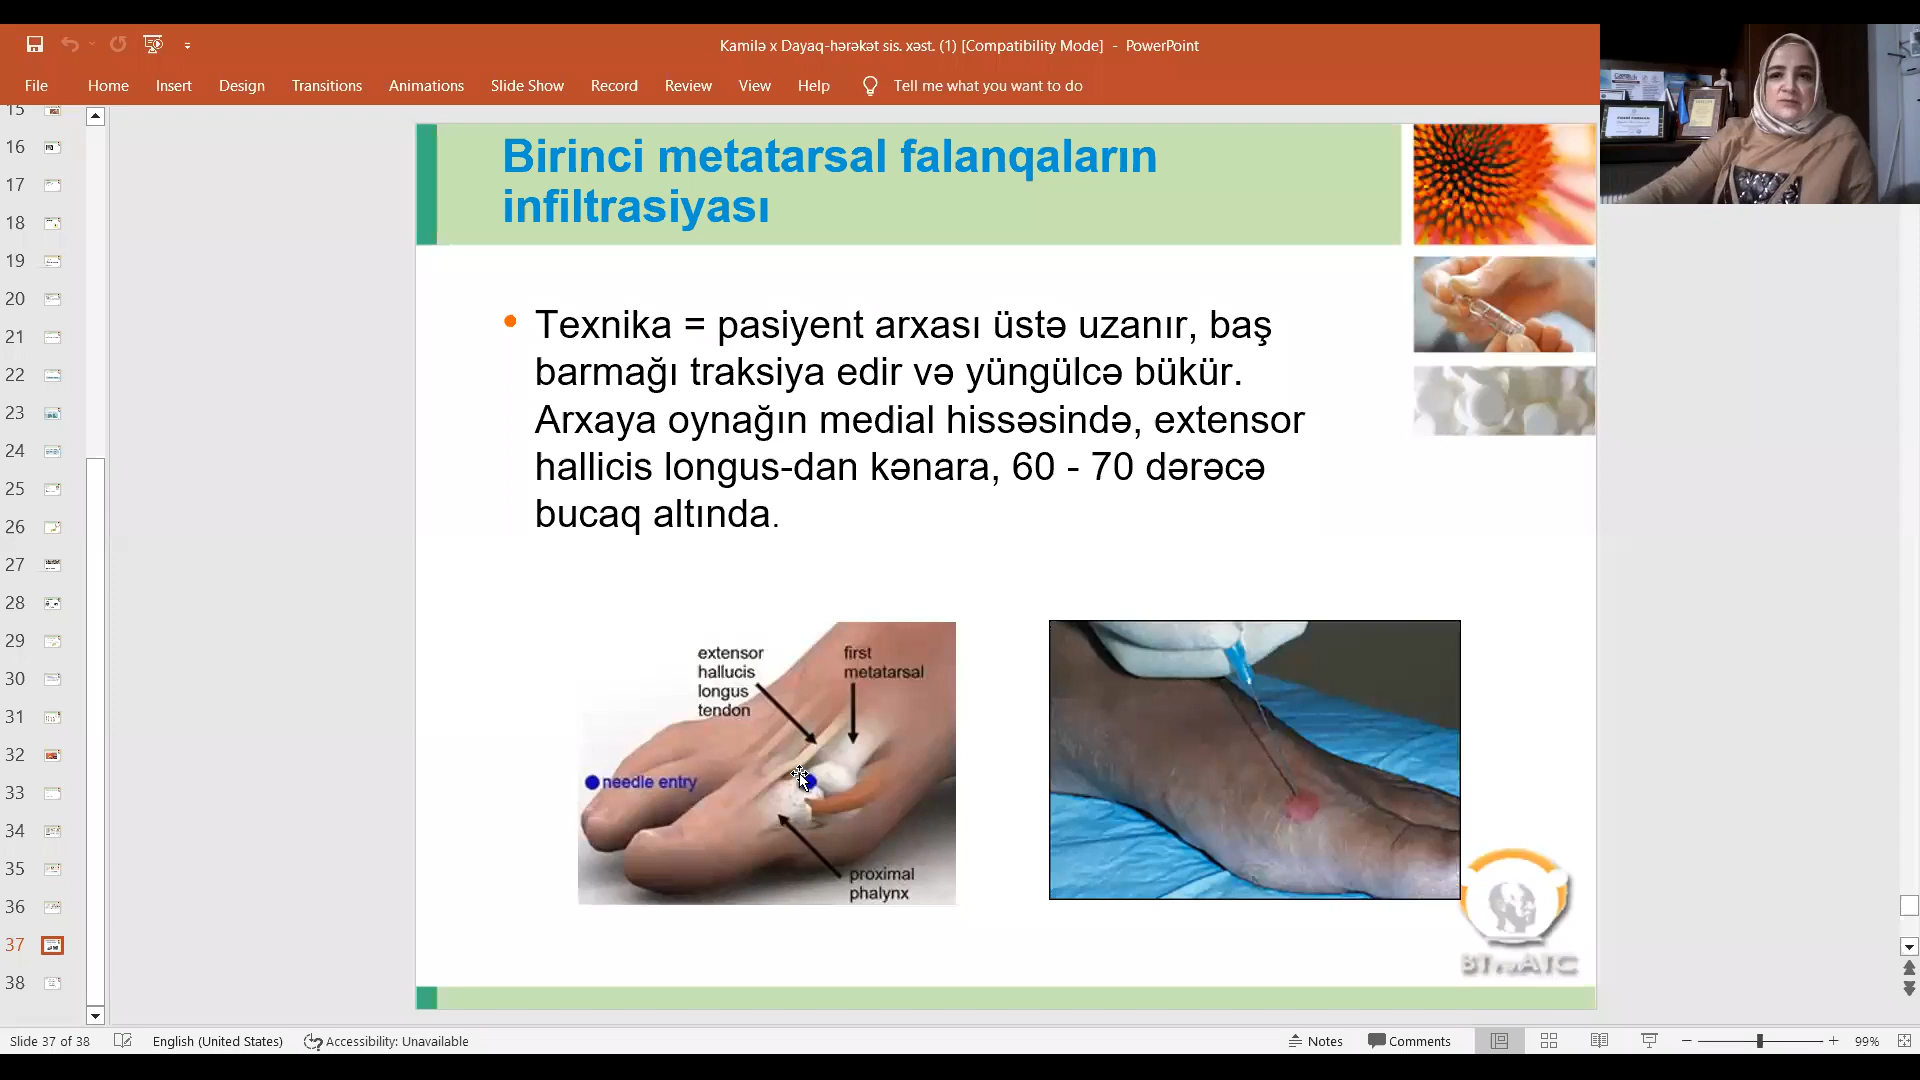 Kamilə x Dayaq-hərəkət sis. xəst. (1) [Compatibility Mode] - PowerPoint
File Home Insert Design Transitions Animations Slide Show Record Review View Help Tell me what you want to do
15
16
17
18
19
20
21
22
23
24
25
26
27
28
29
30
31
32
33
34
35
36
37
38
Birinci metatarsal falanqaların
infiltrasiyası
• Texnika = pasiyent arxası üstə uzanır, baş
barmağı traksiya edir və yüngülcə bükür.
Arxaya oynağın medial hissəsində, extensor
hallicis longus-dan kənara, 60 - 70 dərəcə
bucaq altında.
extensor
hallucis
longus
tendon
first
metatarsal
needle entry
proximal
phalynx
Slide 37 of 38 English (United States) Accessibility: Unavailable Notes Comments 99%